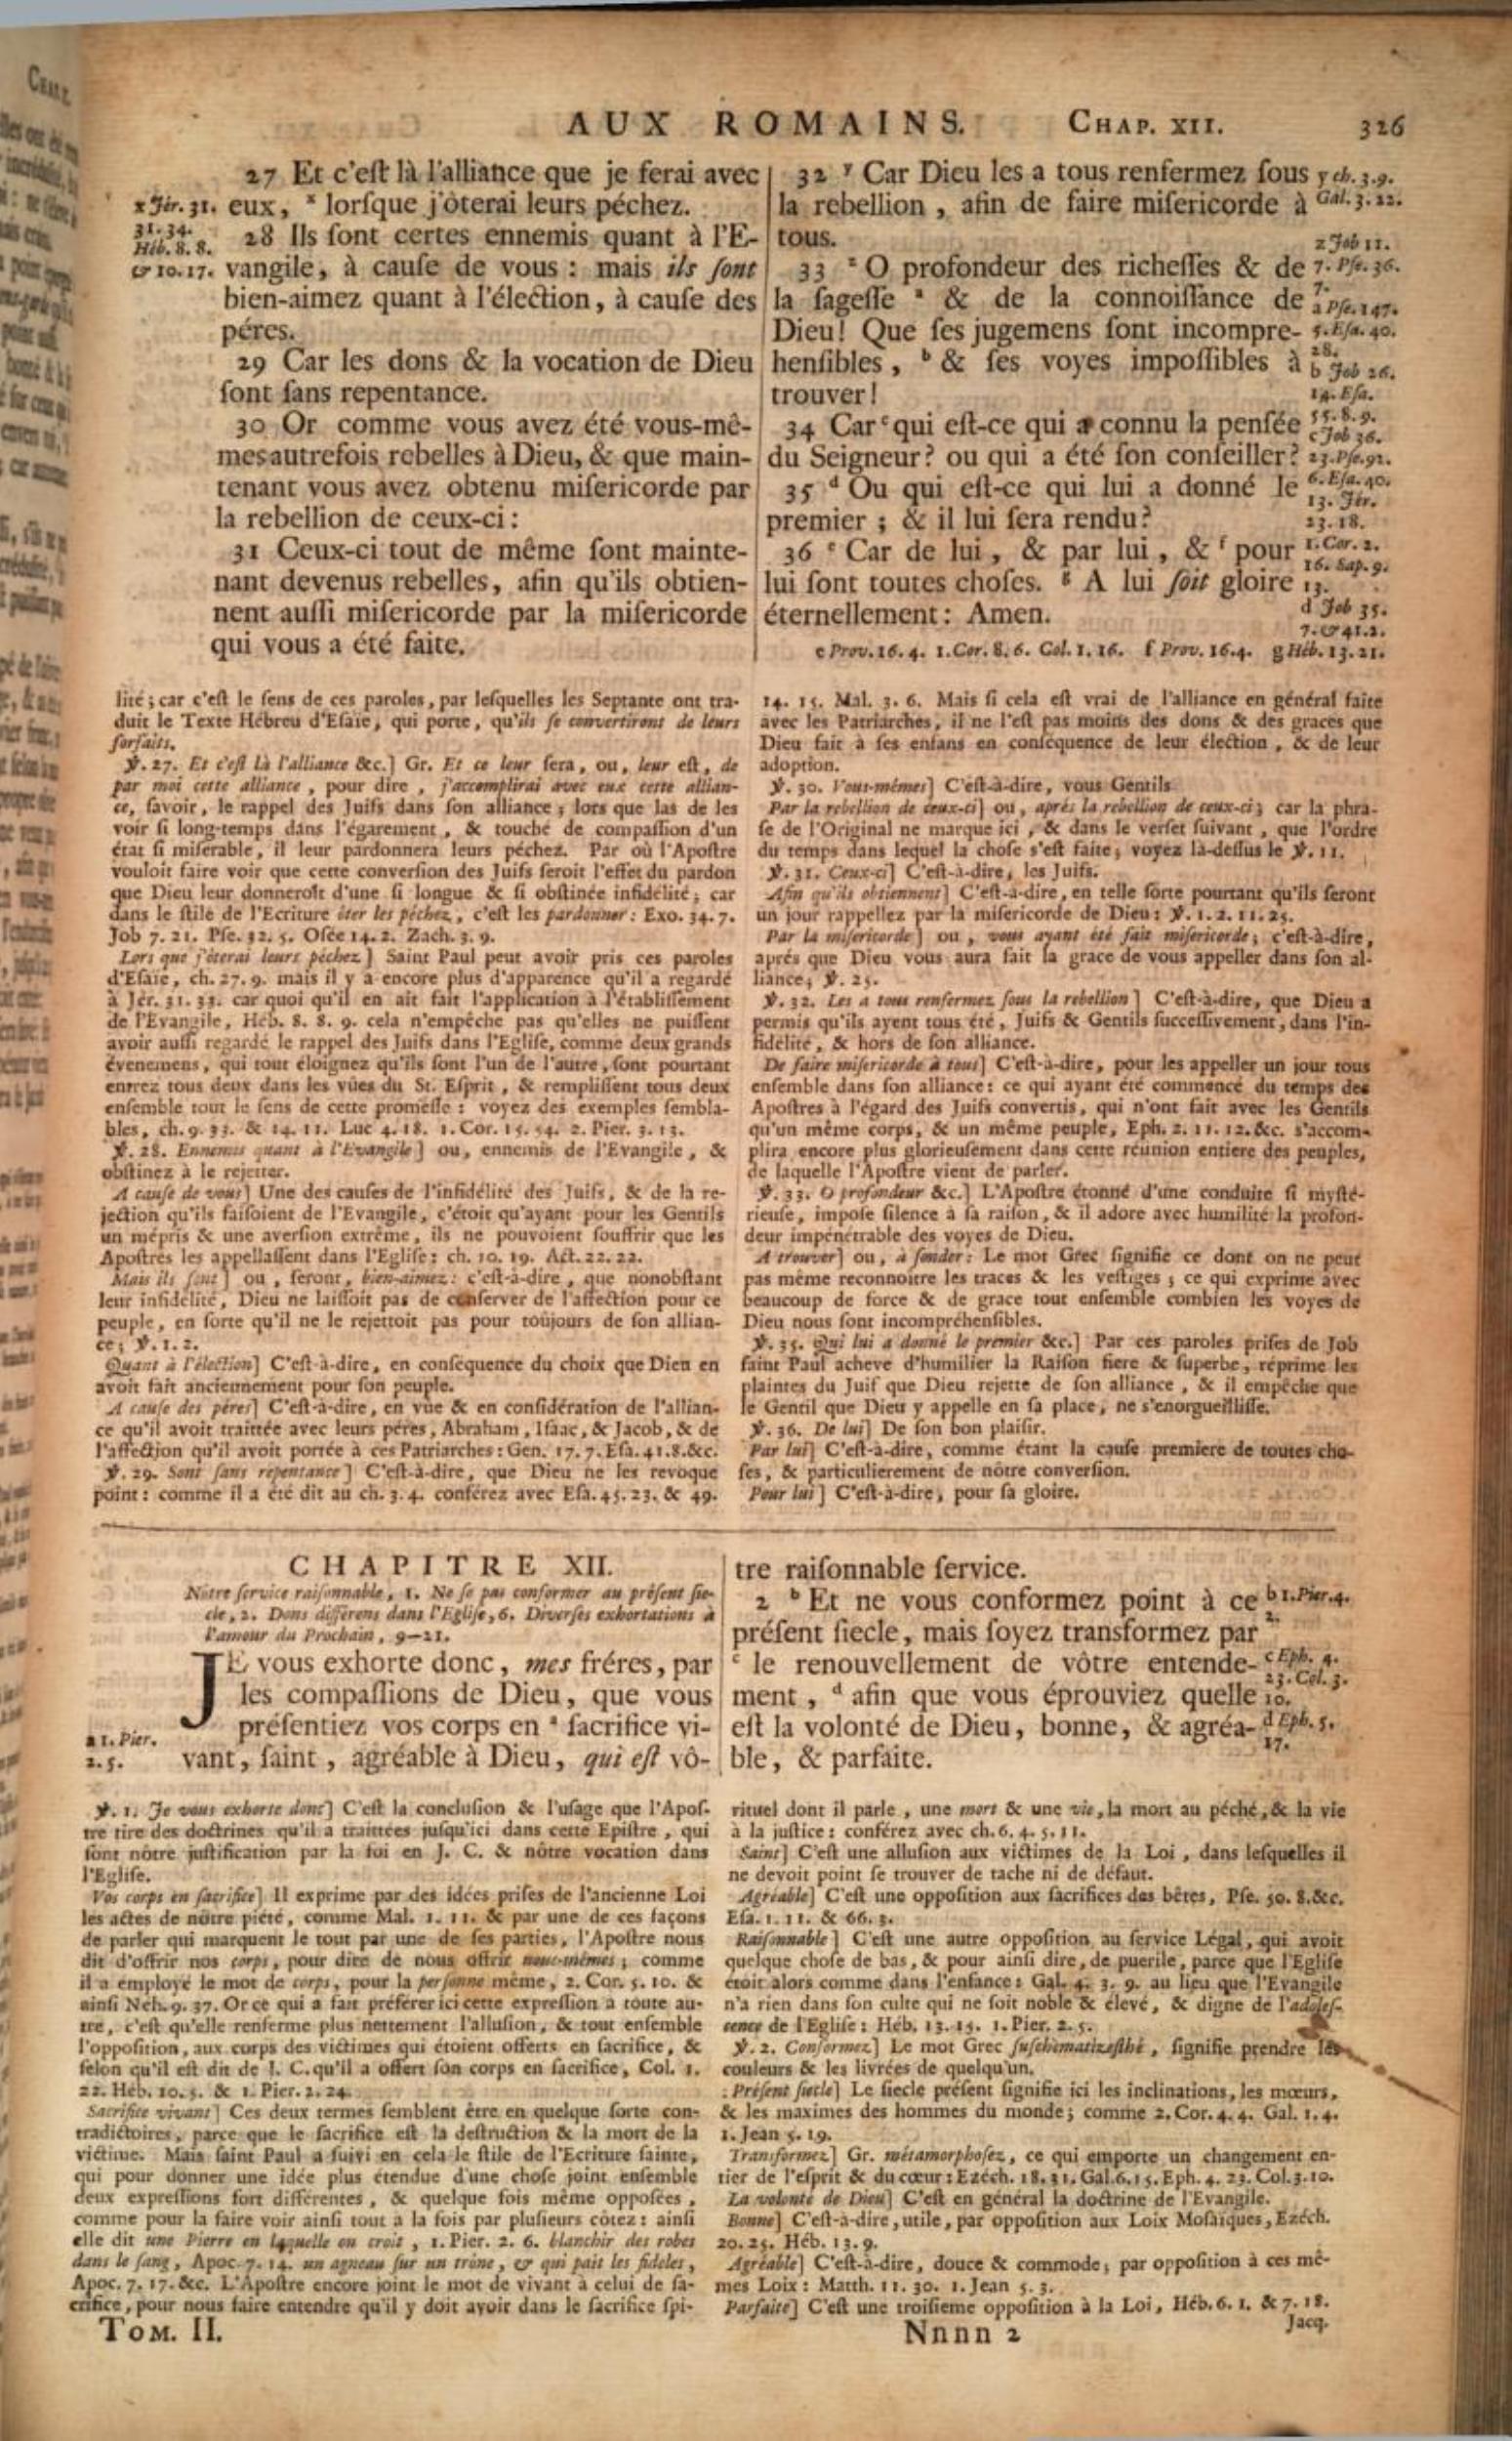 AUX ROMAINS. CHAP. XII. 326
27 Et c'eſt là l'alliance que je ferai avec
eux, ˣ lorſque j'ôterai leurs péchez.
x Jér. 31.
31. 34.
Héb. 8. 8.
& 10. 17.
28 Ils ſont certes ennemis quant à l'E-
vangile, à cauſe de vous : mais ils ſont
bien-aimez quant à l'élection, à cauſe des
péres.
29 Car les dons & la vocation de Dieu
ſont ſans repentance.
30 Or comme vous avez été vous-mê-
mes autrefois rebelles à Dieu, & que main-
tenant vous avez obtenu miſericorde par
la rebellion de ceux-ci :
31 Ceux-ci tout de même ſont mainte-
nant devenus rebelles, afin qu'ils obtien-
nent auſſi miſericorde par la miſericorde
qui vous a été faite.
32 ʸ Car Dieu les a tous renfermez ſous
la rebellion, afin de faire miſericorde à
tous.
33 ᶻ O profondeur des richeſſes & de
la ſageſſe ᵃ & de la connoiſſance de
Dieu! Que ſes jugemens ſont incompre-
henſibles, ᵇ & ſes voyes impoſſibles à
trouver!
34 Car ᶜ qui eſt-ce qui a connu la penſée
du Seigneur? ou qui a été ſon conſeiller?
35 ᵈ Ou qui eſt-ce qui lui a donné le
premier ; & il lui ſera rendu?
36 ᵉ Car de lui, & par lui, & ᶠ pour
lui ſont toutes choſes. ᵍ A lui ſoit gloire
éternellement : Amen.
y ch. 3. 9.
Gal. 3. 22.
z Job 11.
7. Pſe. 36.
7.
a Pſe. 147.
5. Eſa. 40.
28.
b Job 26.
14. Eſa.
55. 8. 9.
c Job 36.
23. Pſe. 92.
6. Eſa. 40.
13. Jér.
23. 18.
1. Cor. 2.
16. Sap. 9.
13.
d Job 35.
7. & 41. 2.
e Prov. 16. 4. 1. Cor. 8. 6. Col. 1. 16. f Prov. 16. 4. g Héb. 13. 21.
lité ; car c'eſt le ſens de ces paroles, par leſquelles les Septante ont tra-
duit le Texte Hébreu d'Eſaïe, qui porte, qu'ils ſe convertiront de leurs
forfaits.
℣. 27. Et c'eſt là l'alliance &c.] Gr. Et ce leur ſera, ou, leur eſt, de
par moi cette alliance, pour dire, j'accomplirai avec eux cette allian-
ce, ſavoir, le rappel des Juifs dans ſon alliance ; lors que las de les
voir ſi long-temps dans l'égarement, & touché de compaſſion d'un
état ſi miſerable, il leur pardonnera leurs péchez. Par où l'Apoſtre
vouloit faire voir que cette converſion des Juifs ſeroit l'effet du pardon
que Dieu leur donneroit d'une ſi longue & ſi obſtinée infidélité ; car
dans le ſtile de l'Ecriture ôter les péchez, c'eſt les pardonner : Exo. 34. 7.
Job 7. 21. Pſe. 32. 5. Oſée 14. 2. Zach. 3. 9.
Lors que j'ôterai leurs péchez] Saint Paul peut avoir pris ces paroles
d'Eſaïe, ch. 27. 9. mais il y a encore plus d'apparence qu'il a regardé
à Jér. 31. 33. car quoi qu'il en ait fait l'application à l'établiſſement
de l'Evangile, Héb. 8. 8. 9. cela n'empêche pas qu'elles ne puiſſent
avoir auſſi regardé le rappel des Juifs dans l'Egliſe, comme deux grands
évenemens, qui tout éloignez qu'ils ſont l'un de l'autre, ſont pourtant
entrez tous deux dans les vûes du St. Eſprit, & rempliſſent tous deux
enſemble tout le ſens de cette promeſſe : voyez des exemples ſembla-
bles, ch. 9. 33. & 14. 11. Luc 4. 18. 1. Cor. 15. 54. 2. Pier. 3. 13.
℣. 28. Ennemis quant à l'Evangile] ou, ennemis de l'Evangile, &
obſtinez à le rejetter.
A cauſe de vous] Une des cauſes de l'infidélité des Juifs, & de la re-
jection qu'ils faiſoient de l'Evangile, c'étoit qu'ayant pour les Gentils
un mépris & une averſion extrême, ils ne pouvoient ſouffrir que les
Apoſtres les appellaſſent dans l'Egliſe : ch. 10. 19. Act. 22. 22.
Mais ils ſont] ou, ſeront, bien-aimez : c'eſt-à-dire, que nonobſtant
leur infidélité, Dieu ne laiſſoit pas de conſerver de l'affection pour ce
peuple, en ſorte qu'il ne le rejettoit pas pour toûjours de ſon allian-
ce ; ℣. 1. 2.
Quant à l'élection] C'eſt-à-dire, en conſéquence du choix que Dieu en
avoit fait anciennement pour ſon peuple.
A cauſe des péres] C'eſt-à-dire, en vûe & en conſidération de l'allian-
ce qu'il avoit traittée avec leurs péres, Abraham, Iſaac, & Jacob, & de
l'affection qu'il avoit portée à ces Patriarches : Gen. 17. 7. Eſa. 41. 8. &c.
℣. 29. Sont ſans repentance] C'eſt-à-dire, que Dieu ne les revoque
point : comme il a été dit au ch. 3. 4. conférez avec Eſa. 45. 23. & 49.
14. 15. Mal. 3. 6. Mais ſi cela eſt vrai de l'alliance en général faite
avec les Patriarches, il ne l'eſt pas moins des dons & des graces que
Dieu fait à ſes enfans en conſéquence de leur élection, & de leur
adoption.
℣. 30. Vous-mêmes] C'eſt-à-dire, vous Gentils.
Par la rebellion de ceux-ci] ou, après la rebellion de ceux-ci ; car la phra-
ſe de l'Original ne marque ici, & dans le verſet ſuivant, que l'ordre
du temps dans lequel la choſe s'eſt faite ; voyez là-deſſus le ℣. 11.
℣. 31. Ceux-ci] C'eſt-à-dire, les Juifs.
Afin qu'ils obtiennent] C'eſt-à-dire, en telle ſorte pourtant qu'ils ſeront
un jour rappellez par la miſericorde de Dieu : ℣. 1. 2. 11. 25.
Par la miſericorde] ou, vous ayant été fait miſericorde ; c'eſt-à-dire,
aprés que Dieu vous aura fait la grace de vous appeller dans ſon al-
liance ; ℣. 25.
℣. 32. Les a tous renfermez ſous la rebellion] C'eſt-à-dire, que Dieu a
permis qu'ils ayent tous été, Juifs & Gentils ſucceſſivement, dans l'in-
fidélité, & hors de ſon alliance.
De faire miſericorde à tous] C'eſt-à-dire, pour les appeller un jour tous
enſemble dans ſon alliance : ce qui ayant été commencé du temps des
Apoſtres à l'égard des Juifs convertis, qui n'ont fait avec les Gentils
qu'un même corps, & un même peuple, Eph. 2. 11. 12. &c. s'accom-
plira encore plus glorieuſement dans cette réunion entiere des peuples,
de laquelle l'Apoſtre vient de parler.
℣. 33. O profondeur &c.] L'Apoſtre étonné d'une conduite ſi myſté-
rieuſe, impoſe ſilence à ſa raiſon, & il adore avec humilité la profon-
deur impénétrable des voyes de Dieu.
A trouver] ou, à ſonder : Le mot Grec ſignifie ce dont on ne peut
pas même reconnoître les traces & les veſtiges ; ce qui exprime avec
beaucoup de force & de grace tout enſemble combien les voyes de
Dieu nous ſont incompréhenſibles.
℣. 35. Qui lui a donné le premier &c.] Par ces paroles priſes de Job
ſaint Paul acheve d'humilier la Raiſon fiere & ſuperbe, réprime les
plaintes du Juif que Dieu rejette de ſon alliance, & il empêche que
le Gentil que Dieu y appelle en ſa place, ne s'enorgueilliſſe.
℣. 36. De lui] De ſon bon plaiſir.
Par lui] C'eſt-à-dire, comme étant la cauſe premiere de toutes cho-
ſes, & particulierement de nôtre converſion.
Pour lui] C'eſt-à-dire, pour ſa gloire.
CHAPITRE XII.
Nôtre ſervice raiſonnable, 1. Ne ſe pas conformer au préſent ſie-
cle, 2. Dons différens dans l'Egliſe, 6. Diverſes exhortations à
l'amour du Prochain, 9—21.
JE vous exhorte donc, mes fréres, par
les compaſſions de Dieu, que vous
préſentiez vos corps en ᵃ ſacrifice vi-
vant, ſaint, agréable à Dieu, qui eſt vô-
a 1. Pier.
2. 5.
tre raiſonnable ſervice.
2 ᵇ Et ne vous conformez point à ce
préſent ſiecle, mais ſoyez transformez par
ᶜ le renouvellement de vôtre entende-
ment, ᵈ afin que vous éprouviez quelle
eſt la volonté de Dieu, bonne, & agréa-
ble, & parfaite.
b 1. Pier. 4.
2.
c Eph. 4.
23. Col. 3.
10.
d Eph. 5.
17.
℣. 1. Je vous exhorte donc] C'eſt la concluſion & l'uſage que l'Apoſ-
tre tire des doctrines qu'il a traittées juſqu'ici dans cette Epiſtre, qui
ſont nôtre juſtification par la foi en J. C. & nôtre vocation dans
l'Egliſe.
Vos corps en ſacrifice] Il exprime par des idées priſes de l'ancienne Loi
les actes de nôtre piété, comme Mal. 1. 11. & par une de ces façons
de parler qui marquent le tout par une de ſes parties, l'Apoſtre nous
dit d'offrir nos corps, pour dire de nous offrir nous-mêmes ; comme
il a employé le mot de corps, pour la perſonne même, 2. Cor. 5. 10. &
ainſi Néh. 9. 37. Or ce qui a fait préférer ici cette expreſſion à toute au-
tre, c'eſt qu'elle renferme plus nettement l'alluſion, & tout enſemble
l'oppoſition, aux corps des victimes qui étoient offerts en ſacrifice, &
ſelon qu'il eſt dit de J. C. qu'il a offert ſon corps en ſacrifice, Col. 1.
22. Héb. 10. 5. & 1. Pier. 2. 24.
Sacrifice vivant] Ces deux termes ſemblent être en quelque ſorte con-
tradictoires, parce que le ſacrifice eſt la deſtruction & la mort de la
victime. Mais ſaint Paul a ſuivi en cela le ſtile de l'Ecriture ſainte,
qui pour donner une idée plus étendue d'une choſe joint enſemble
deux expreſſions fort différentes, & quelque fois même oppoſées,
comme pour la faire voir ainſi tout à la fois par pluſieurs côtez : ainſi
elle dit une Pierre en laquelle on croit, 1. Pier. 2. 6. blanchir des robes
dans le ſang, Apoc. 7. 14. un agneau ſur un trône, & qui paît les fideles,
Apoc. 7. 17. &c. L'Apoſtre encore joint le mot de vivant à celui de ſa-
crifice, pour nous faire entendre qu'il y doit avoir dans le ſacrifice ſpi-
rituel dont il parle, une mort & une vie, la mort au péché, & la vie
à la juſtice : conférez avec ch. 6. 4. 5. 11.
Saint] C'eſt une alluſion aux victimes de la Loi, dans leſquelles il
ne devoit point ſe trouver de tache ni de défaut.
Agréable] C'eſt une oppoſition aux ſacrifices des bêtes, Pſe. 50. 8. &c.
Eſa. 1. 11. & 66. 3.
Raiſonnable] C'eſt une autre oppoſition au ſervice Légal, qui avoit
quelque choſe de bas, & pour ainſi dire, de puerile, parce que l'Egliſe
étoit alors comme dans l'enfance : Gal. 4. 3. 9. au lieu que l'Evangile
n'a rien dans ſon culte qui ne ſoit noble & élevé, & digne de l'adoleſ-
cence de l'Egliſe : Héb. 13. 15. 1. Pier. 2. 5.
℣. 2. Conformez] Le mot Grec ſuſchématizeſthé, ſignifie prendre les
couleurs & les livrées de quelqu'un.
Préſent ſiecle] Le ſiecle préſent ſignifie ici les inclinations, les mœurs,
& les maximes des hommes du monde ; comme 2. Cor. 4. 4. Gal. 1. 4.
1. Jean 5. 19.
Transformez] Gr. métamorphoſez, ce qui emporte un changement en-
tier de l'eſprit & du cœur : Ezéch. 18. 31. Gal. 6. 15. Eph. 4. 23. Col. 3. 10.
La volonté de Dieu] C'eſt en général la doctrine de l'Evangile.
Bonne] C'eſt-à-dire, utile, par oppoſition aux Loix Moſaïques, Ezéch.
20. 25. Héb. 13. 9.
Agréable] C'eſt-à-dire, douce & commode ; par oppoſition à ces mê-
mes Loix : Matth. 11. 30. 1. Jean 5. 3.
Parfaite] C'eſt une troiſieme oppoſition à la Loi, Héb. 6. 1. & 7. 18.
Jacq.
TOM. II. Nnnn 2